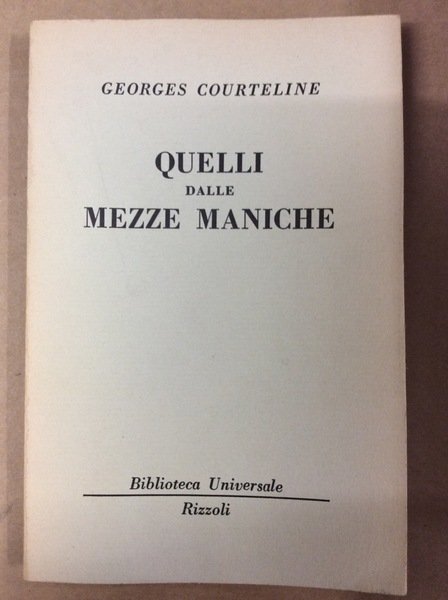 GEORGES COURTELINE
QUELLI
DALLE
MEZZE MANICHE
Biblioteca Universale
Rizzoli